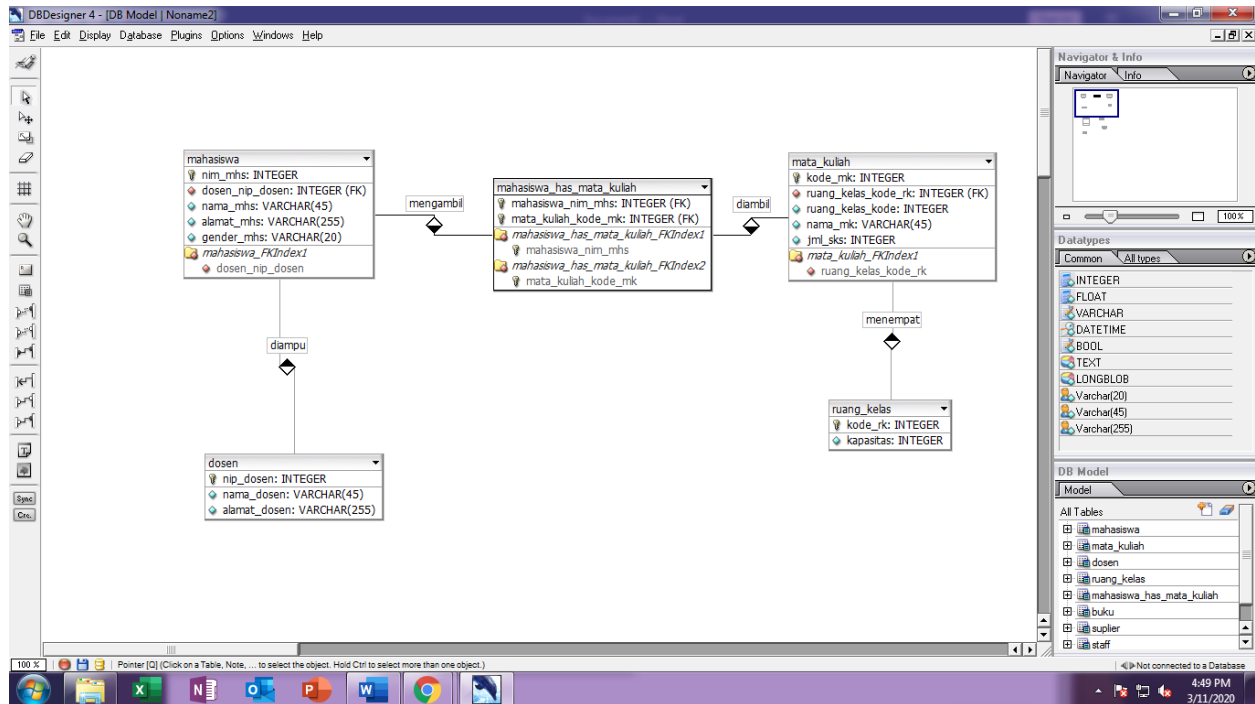 DBDesigner 4 - [DB Model | Noname2]
File Edit Display Database Plugins Options Windows Help
Navigator & Info
Navigator Info
100%
mahasiswa
nim_mhs: INTEGER
dosen_nip_dosen: INTEGER (FK)
nama_mhs: VARCHAR(45)
alamat_mhs: VARCHAR(255)
gender_mhs: VARCHAR(20)
mahasiswa_FKIndex1
dosen_nip_dosen
mengambil
mahasiswa_has_mata_kuliah
mahasiswa_nim_mhs: INTEGER (FK)
mata_kuliah_kode_mk: INTEGER (FK)
mahasiswa_has_mata_kuliah_FKIndex1
mahasiswa_nim_mhs
mahasiswa_has_mata_kuliah_FKIndex2
mata_kuliah_kode_mk
diambil
mata_kuliah
kode_mk: INTEGER
ruang_kelas_kode_rk: INTEGER (FK)
ruang_kelas_kode: INTEGER
nama_mk: VARCHAR(45)
jml_sks: INTEGER
mata_kuliah_FKIndex1
ruang_kelas_kode_rk
diampu
menempat
dosen
nip_dosen: INTEGER
nama_dosen: VARCHAR(45)
alamat_dosen: VARCHAR(255)
ruang_kelas
kode_rk: INTEGER
kapasitas: INTEGER
Datatypes
Common All types
INTEGER
FLOAT
VARCHAR
DATETIME
BOOL
TEXT
LONGBLOB
Varchar(20)
Varchar(45)
Varchar(255)
DB Model
Model
All Tables
mahasiswa
mata_kuliah
dosen
ruang_kelas
mahasiswa_has_mata_kuliah
buku
suplier
staff
Sync
Cre.
100 % Pointer [Q] (Click on a Table, Note, ... to select the object. Hold Ctrl to select more than one object.)
Not connected to a Database
4:49 PM
3/11/2020